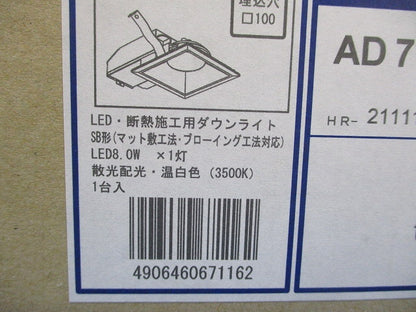 埋込穴
□100
LED・断熱施工用ダウンライト
SB形(マット敷工法・ブローイング工法対応)
LED8.0W ×1灯
散光配光・温白色 (3500K)
1台入
4906460671162
AD 7
HR- 21111